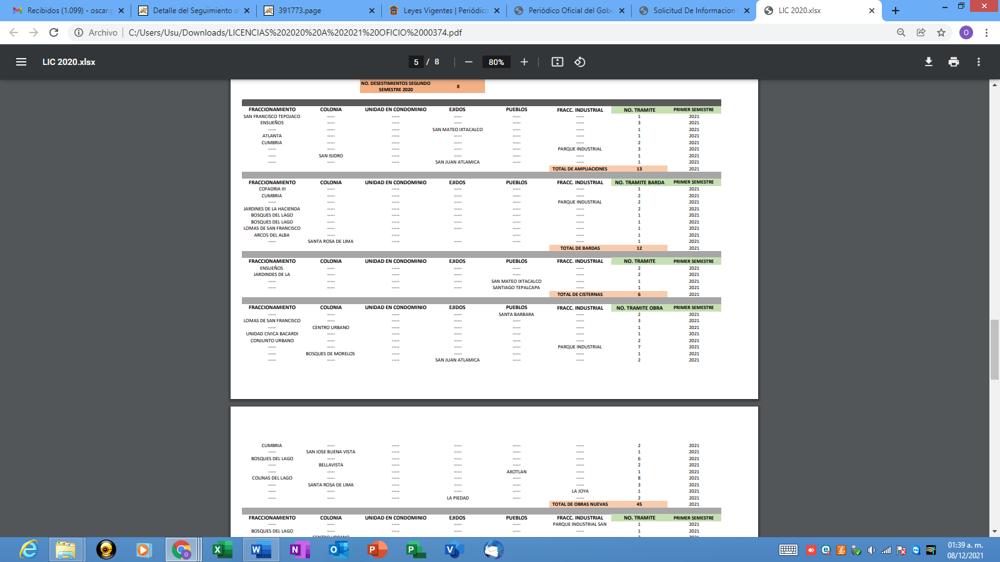 Recibidos (1.099) - oscar.g
Detalle del Seguimiento d
391773.page
Leyes Vigentes | Periódico
Periódico Oficial del Gobi
Solicitud De Informacion
LIC 2020.xlsx
Archivo C:/Users/Usu/Downloads/LICENCIAS%202020%20A%202021%20OFICIO%2000374.pdf
O
LIC 2020.xlsx 5 / 8 — 80% +
NO. DESESTIMIENTOS SEGUNDO
SEMESTRE 2020 8
FRACCIONAMIENTO COLONIA UNIDAD EN CONDOMINIO EJIDOS PUEBLOS FRACC. INDUSTRIAL NO. TRAMITE PRIMER SEMESTRE
SAN FRANCISCO TEPOJACO ----- ----- ----- ----- ----- 1 2021
ENSUEÑOS ----- ----- ----- ----- ----- 3 2021
----- ----- ----- SAN MATEO IXTACALCO ----- ----- 1 2021
ATLANTA ----- ----- ----- ----- ----- 1 2021
CUMBRIA ----- ----- ----- ----- ----- 2 2021
----- ----- ----- ----- ----- PARQUE INDUSTRIAL 3 2021
----- SAN ISIDRO ----- ----- ----- ----- 1 2021
----- ----- ----- SAN JUAN ATLAMICA ----- ----- 1 2021
TOTAL DE AMPLIACIONES 13 2021
FRACCIONAMIENTO COLONIA UNIDAD EN CONDOMINIO EJIDOS PUEBLOS FRACC. INDUSTRIAL NO. TRAMITE BARDA PRIMER SEMESTRE
COFADRIA III ----- ----- ----- ----- ----- 1 2021
CUMBRIA ----- ----- ----- ----- ----- 2 2021
----- ----- ----- ----- ----- PARQUE INDUSTRIAL 2 2021
JARDINES DE LA HACIENDA ----- ----- ----- ----- ----- 2 2021
BOSQUES DEL LAGO ----- ----- ----- ----- ----- 1 2021
BOSQUES DEL LAGO ----- ----- ----- ----- ----- 1 2021
LOMAS DE SAN FRANCISCO ----- ----- ----- ----- ----- 1 2021
ARCOS DEL ALBA ----- ----- ----- ----- 1 2021
----- SANTA ROSA DE LIMA ----- ----- ----- ----- 1 2021
TOTAL DE BARDAS 12 2021
FRACCIONAMIENTO COLONIA UNIDAD EN CONDOMINIO EJIDOS PUEBLOS FRACC. INDUSTRIAL NO. TRAMITE PRIMER SEMESTRE
ENSUEÑOS ----- ----- ----- ----- ----- 2 2021
JARDINDES DE LA ----- ----- ----- ----- ----- 2 2021
----- ----- ----- ----- SAN MATEO IXTACALCO ----- 1 2021
----- ----- ----- ----- SANTIAGO TEPALCAPA ----- 1 2021
TOTAL DE CISTERNAS 6 2021
FRACCIONAMIENTO COLONIA UNIDAD EN CONDOMINIO EJIDOS PUEBLOS FRACC. INDUSTRIAL NO. TRAMITE OBRA PRIMER SEMESTRE
----- ----- ----- ----- SANTA BARBARA ----- 2 2021
LOMAS DE SAN FRANCISCO ----- ----- ----- ----- ----- 3 2021
----- CENTRO URBANO ----- ----- ----- ----- 1 2021
UNIDAD CIVICA BACARDI ----- ----- ----- ----- ----- 1 2021
CONJUNTO URBANO ----- ----- ----- ----- ----- 2 2021
----- ----- ----- ----- ----- PARQUE INDUSTRIAL 7 2021
----- BOSQUES DE MORELOS ----- ----- ----- ----- 1 2021
----- ----- ----- SAN JUAN ATLAMICA ----- ----- 2 2021
CUMBRIA ----- ----- ----- ----- ----- 2 2021
----- SAN JOSE BUENA VISTA ----- ----- ----- ----- 1 2021
BOSQUES DEL LAGO ----- ----- ----- ----- ----- 6 2021
----- BELLAVISTA ----- ----- ----- ----- 2 2021
----- ----- ----- ----- AXOTLAN ----- 1 2021
COLINAS DEL LAGO ----- ----- ----- ----- ----- 8 2021
----- SANTA ROSA DE LIMA ----- ----- ----- ----- 3 2021
----- ----- ----- ----- ----- LA JOYA 1 2021
----- ----- ----- LA PIEDAD ----- ----- 2 2021
TOTAL DE OBRAS NUEVAS 45 2021
FRACCIONAMIENTO COLONIA UNIDAD EN CONDOMINIO EJIDOS PUEBLOS FRACC. INDUSTRIAL NO. TRAMITE PRIMER SEMESTRE
----- ----- ----- ----- ----- PARQUE INDUSTRIAL SAN 1 2021
BOSQUES DEL LAGO ----- ----- ----- ----- ----- 1 2021
01:39 a. m.
08/12/2021